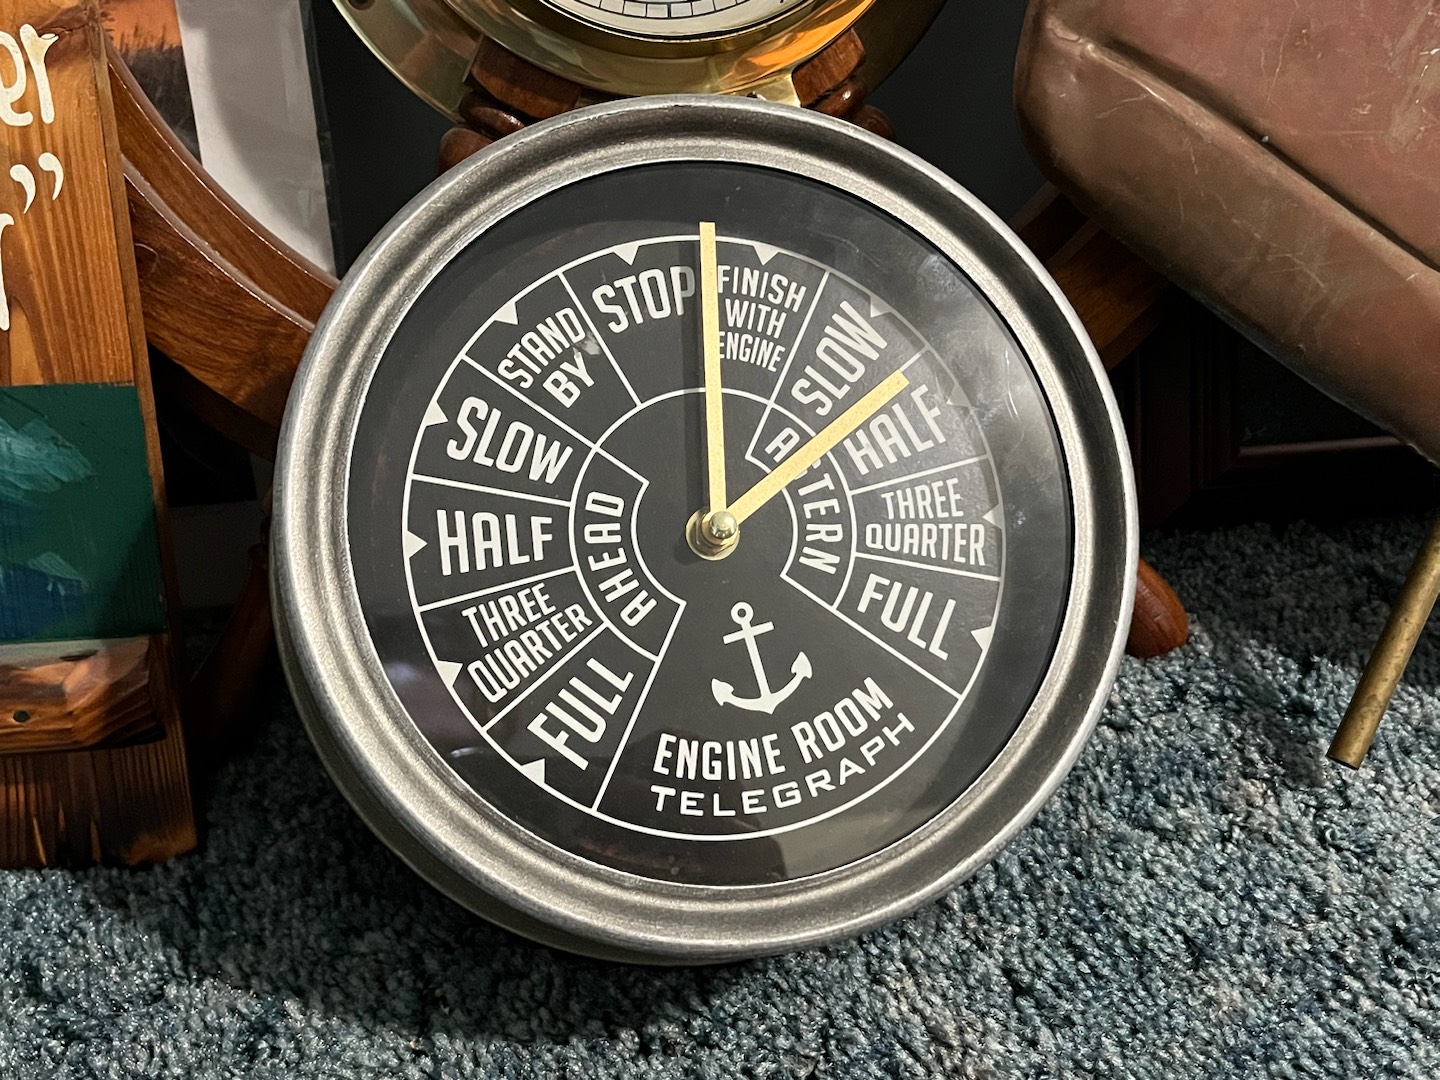 er
”
STOP
FINISH
WITH
ENGINE
STAND
BY
SLOW
SLOW
HALF
HALF
THREE
QUARTER
THREE
QUARTER
FULL
FULL
AHEAD
ASTERN
ENGINE ROOM
TELEGRAPH